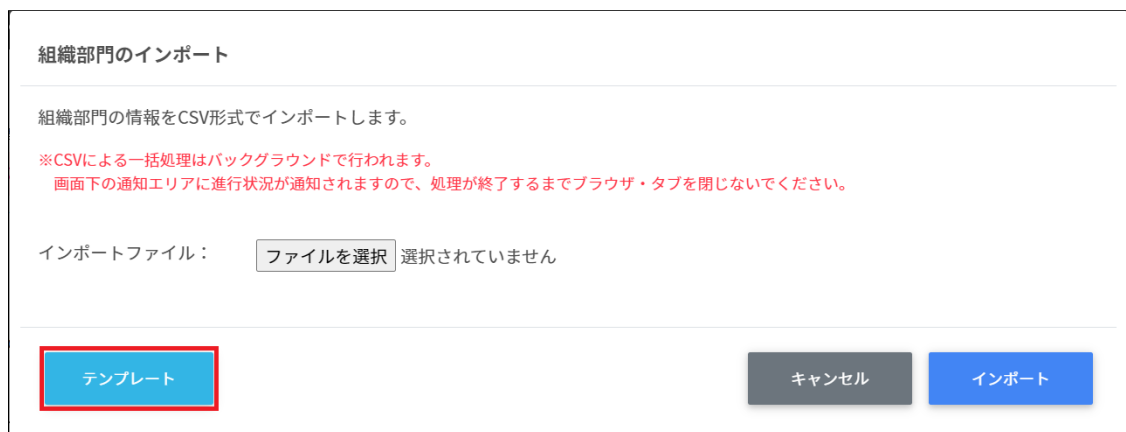 組織部門のインポート
組織部門の情報をCSV形式でインポートします。
※CSVによる一括処理はバックグラウンドで行われます。
画面下の通知エリアに進行状況が通知されますので、処理が終了するまでブラウザ・タブを閉じないでください。
インポートファイル： ファイルを選択 選択されていません
テンプレート キャンセル インポート